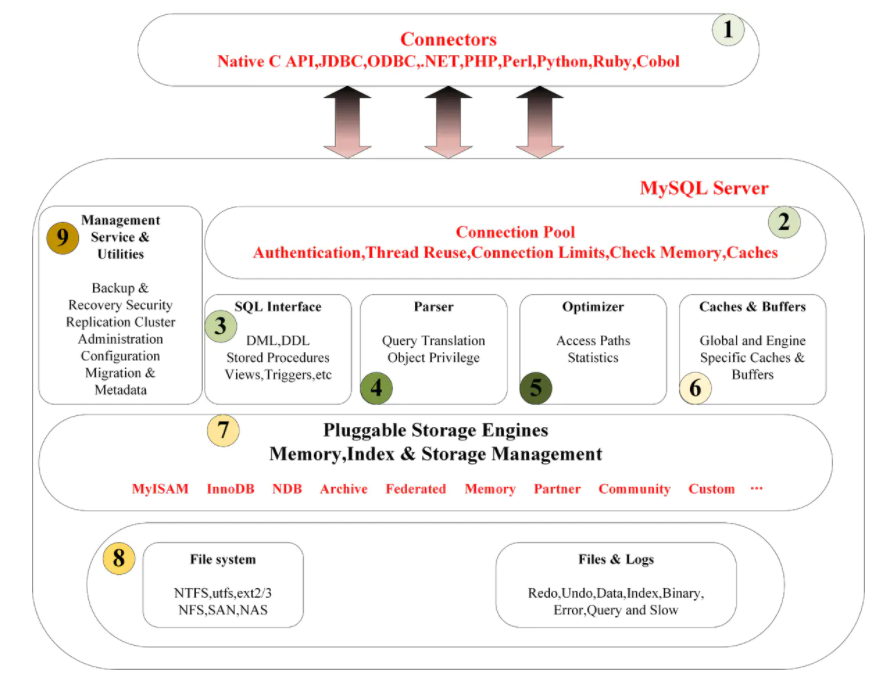 1
Connectors
Native C API,JDBC,ODBC,.NET,PHP,Perl,Python,Ruby,Cobol
MySQL Server
9
Management
Service &
Utilities
Backup &
Recovery Security
Replication Cluster
Administration
Configuration
Migration &
Metadata
2
Connection Pool
Authentication,Thread Reuse,Connection Limits,Check Memory,Caches
3
SQL Interface
DML,DDL
Stored Procedures
Views,Triggers,etc
Parser
Query Translation
Object Privilege
4
Optimizer
Access Paths
Statistics
5
Caches & Buffers
Global and Engine
Specific Caches &
Buffers
6
7
Pluggable Storage Engines
Memory,Index & Storage Management
MyISAM InnoDB NDB Archive Federated Memory Partner Community Custom ···
8
File system
NTFS,utfs,ext2/3
NFS,SAN,NAS
Files & Logs
Redo,Undo,Data,Index,Binary,
Error,Query and Slow